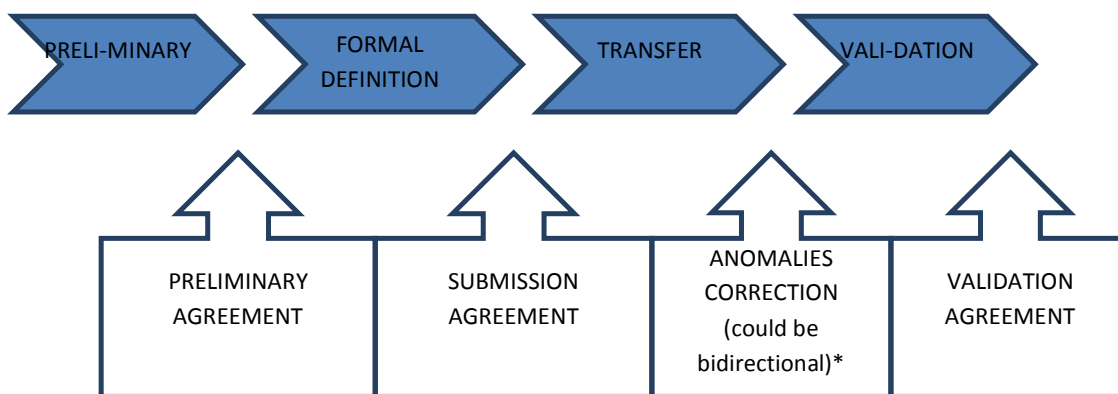 PRELI-MINARY
FORMAL
DEFINITION
TRANSFER
VALI-DATION
PRELIMINARY
AGREEMENT
SUBMISSION
AGREEMENT
ANOMALIES
CORRECTION
(could be
bidirectional)*
VALIDATION
AGREEMENT